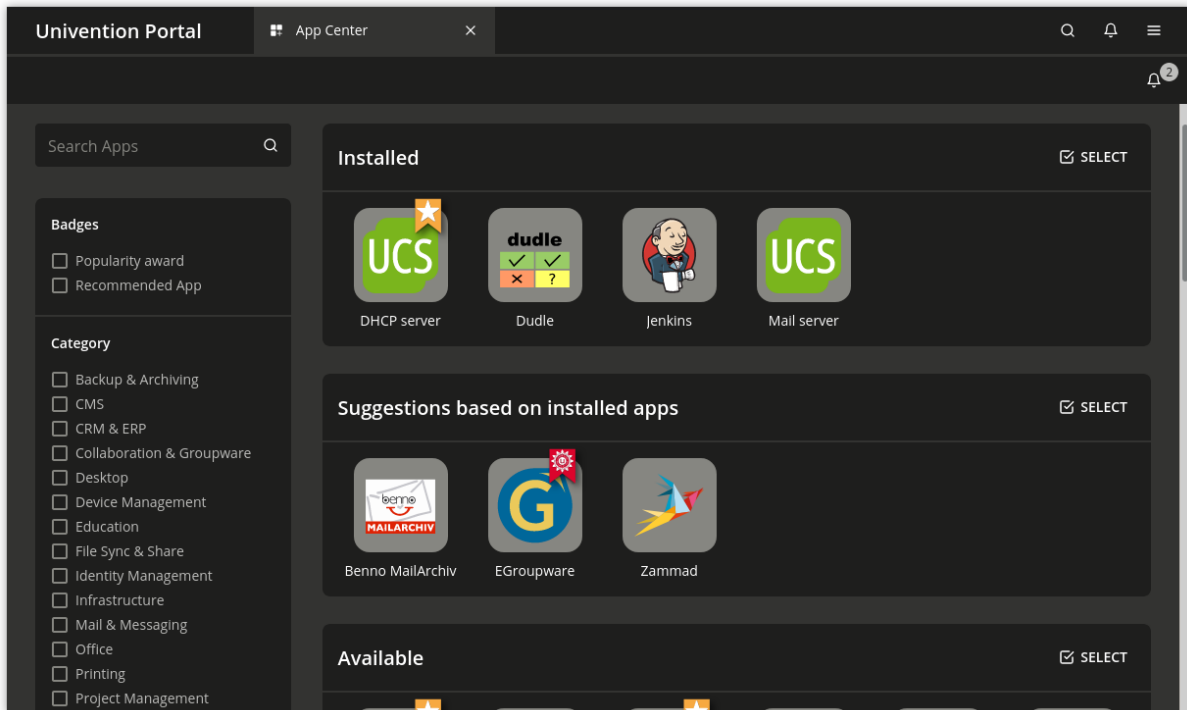 Univention Portal
App Center
2
Search Apps
Badges
Popularity award
Recommended App
Category
Backup & Archiving
CMS
CRM & ERP
Collaboration & Groupware
Desktop
Device Management
Education
File Sync & Share
Identity Management
Infrastructure
Mail & Messaging
Office
Printing
Project Management
Installed
SELECT
UCS
dudle
?
UCS
DHCP server
Dudle
Jenkins
Mail server
Suggestions based on installed apps
SELECT
benno
MAILARCHIV
G
Benno MailArchiv
EGroupware
Zammad
Available
SELECT